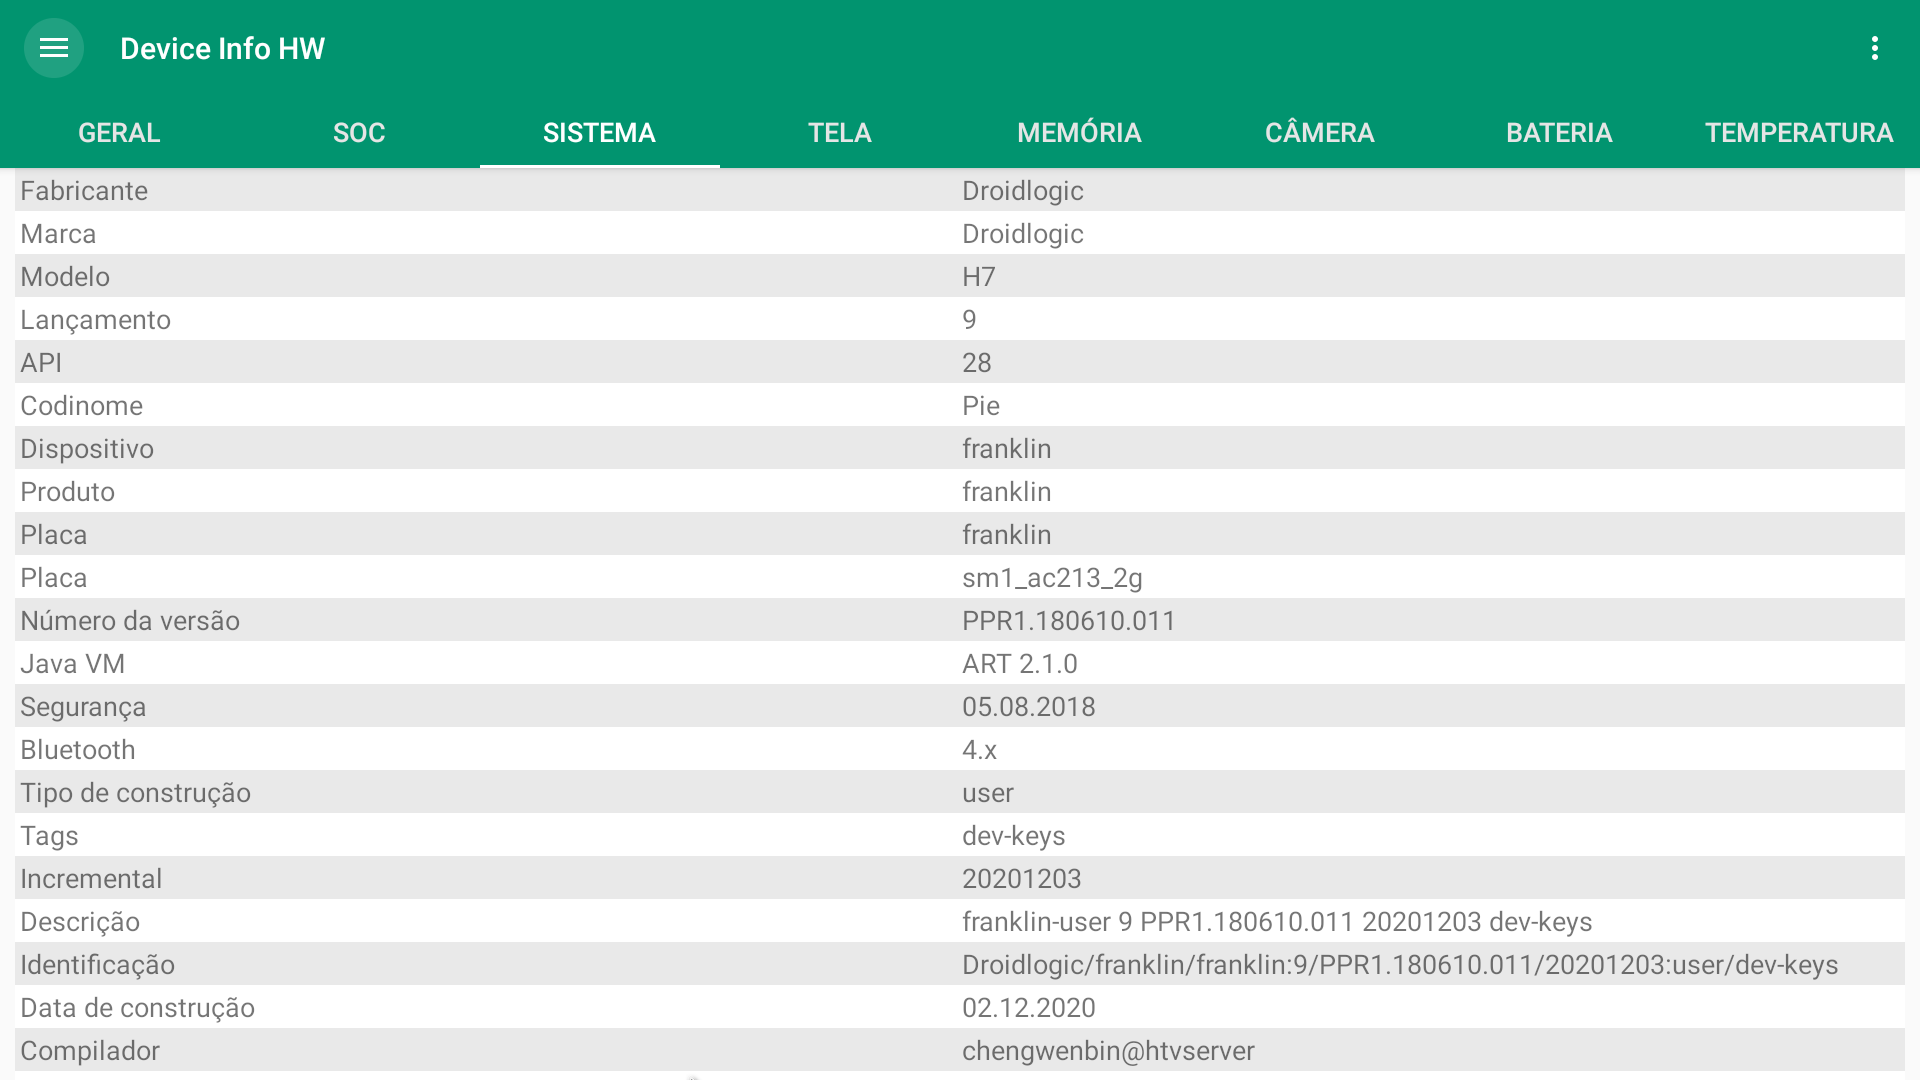 Device Info HW
GERAL SOC SISTEMA TELA MEMÓRIA CÂMERA BATERIA TEMPERATURA
Fabricante Droidlogic
Marca Droidlogic
Modelo H7
Lançamento 9
API 28
Codinome Pie
Dispositivo franklin
Produto franklin
Placa franklin
Placa sm1_ac213_2g
Número da versão PPR1.180610.011
Java VM ART 2.1.0
Segurança 05.08.2018
Bluetooth 4.x
Tipo de construção user
Tags dev-keys
Incremental 20201203
Descrição franklin-user 9 PPR1.180610.011 20201203 dev-keys
Identificação Droidlogic/franklin/franklin:9/PPR1.180610.011/20201203:user/dev-keys
Data de construção 02.12.2020
Compilador chengwenbin@htvserver